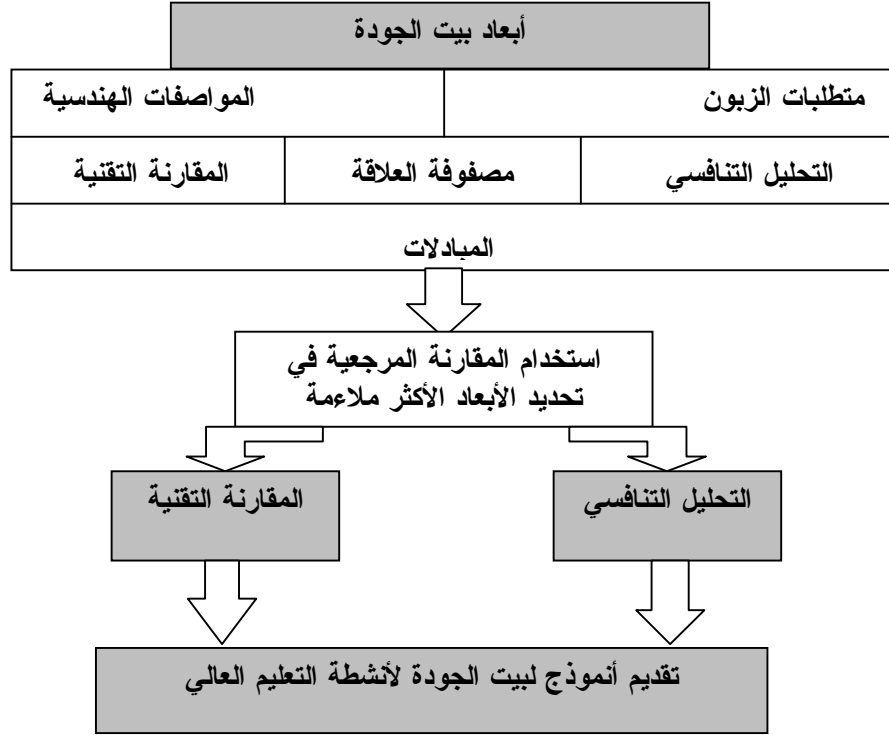 أبعاد بيت الجودة
متطلبات الزبون
المواصفات الهندسية
التحليل التنافسي
مصفوفة العلاقة
المقارنة التقنية
المبادلات
استخدام المقارنة المرجعية في
تحديد الأبعاد الأكثر ملاءمة
التحليل التنافسي
المقارنة التقنية
تقديم أنموذج لبيت الجودة لأنشطة التعليم العالي